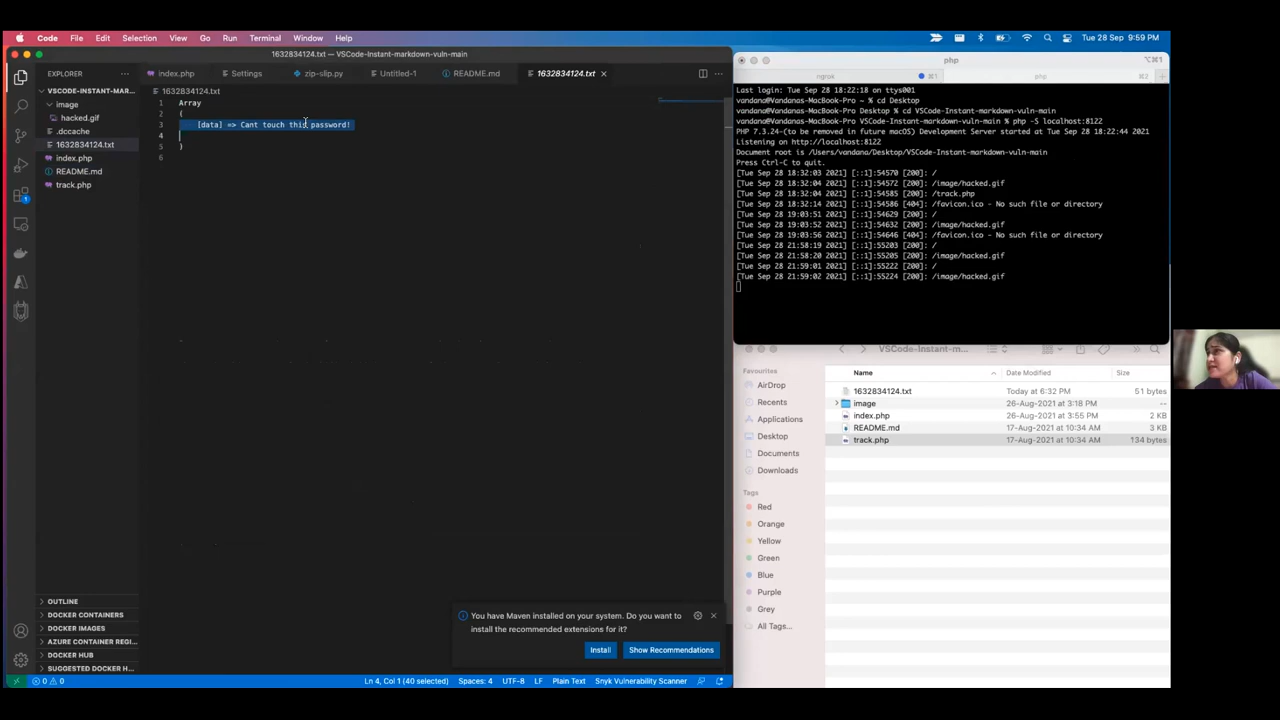 Code File Edit Selection View Go Run Terminal Window Help
Tue 28 Sep 9:59 PM
1632834124.txt — VSCode-Instant-markdown-vuln-main
EXPLORER
index.php
Settings
zip-slip.py
Untitled-1
README.md
1632834124.txt
VSCODE-INSTANT-MAR...
image
hacked.gif
.dccache
1632834124.txt
index.php
README.md
track.php
1632834124.txt
1 Array
2 (
3 [data] => Cant touch this password!
4
5 )
6
OUTLINE
DOCKER CONTAINERS
DOCKER IMAGES
AZURE CONTAINER REGI...
DOCKER HUB
SUGGESTED DOCKER H...
You have Maven installed on your system. Do you want to
install the recommended extensions for it?
Install
Show Recommendations
0 0
Ln 4, Col 1 (40 selected)
Spaces: 4
UTF-8
LF
Plain Text
Snyk Vulnerability Scanner
php
⌥⌘1
ngrok
⌘1
php
⌘2
Last login: Tue Sep 28 18:22:18 on ttys001
vandana@Vandanas-MacBook-Pro ~ % cd Desktop
vandana@Vandanas-MacBook-Pro Desktop % cd VSCode-Instant-markdown-vuln-main
vandana@Vandanas-MacBook-Pro VSCode-Instant-markdown-vuln-main % php -S localhost:8122
PHP 7.3.24-(to be removed in future macOS) Development Server started at Tue Sep 28 18:22:44 2021
Listening on http://localhost:8122
Document root is /Users/vandana/Desktop/VSCode-Instant-markdown-vuln-main
Press Ctrl-C to quit.
[Tue Sep 28 18:32:03 2021] [::1]:54570 [200]: /
[Tue Sep 28 18:32:04 2021] [::1]:54572 [200]: /image/hacked.gif
[Tue Sep 28 18:32:04 2021] [::1]:54585 [200]: /track.php
[Tue Sep 28 18:32:14 2021] [::1]:54586 [404]: /favicon.ico - No such file or directory
[Tue Sep 28 19:03:51 2021] [::1]:54629 [200]: /
[Tue Sep 28 19:03:52 2021] [::1]:54632 [200]: /image/hacked.gif
[Tue Sep 28 19:03:56 2021] [::1]:54646 [404]: /favicon.ico - No such file or directory
[Tue Sep 28 21:58:19 2021] [::1]:55203 [200]: /
[Tue Sep 28 21:58:20 2021] [::1]:55205 [200]: /image/hacked.gif
[Tue Sep 28 21:59:01 2021] [::1]:55222 [200]: /
[Tue Sep 28 21:59:02 2021] [::1]:55224 [200]: /image/hacked.gif
VSCode-Instant-m...
Favourites
AirDrop
Recents
Applications
Desktop
Documents
Downloads
Tags
Red
Orange
Yellow
Green
Blue
Purple
Grey
All Tags...
Name Date Modified Size
1632834124.txt Today at 6:32 PM 51 bytes
image 26-Aug-2021 at 3:18 PM --
index.php 26-Aug-2021 at 3:55 PM 2 KB
README.md 17-Aug-2021 at 10:34 AM 3 KB
track.php 17-Aug-2021 at 10:34 AM 134 bytes